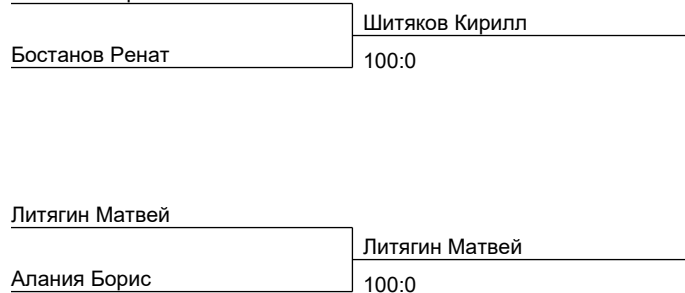 Шитяков Кирилл
Бостанов Ренат
100:0
Литягин Матвей
Литягин Матвей
Алания Борис
100:0